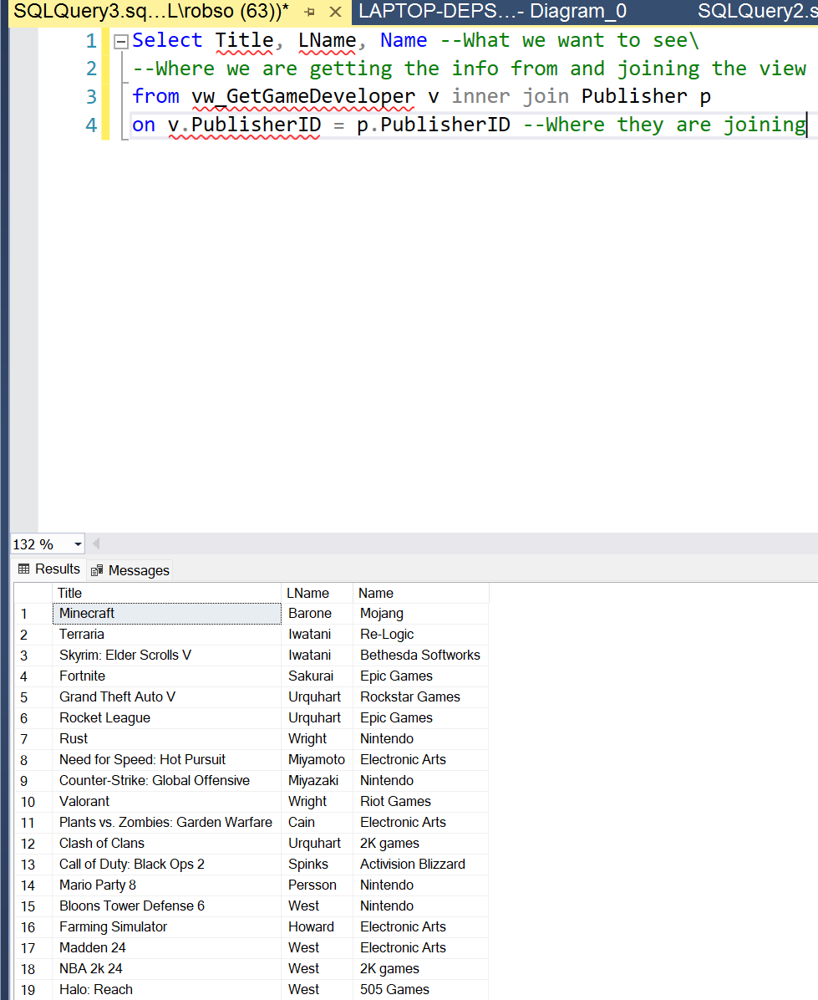 SQLQuery3.sq...L\robso (63))* LAPTOP-DEPS...- Diagram_0 SQLQuery2.s
1 Select Title, LName, Name --What we want to see\
2 --Where we are getting the info from and joining the view
3 from vw_GetGameDeveloper v inner join Publisher p
4 on v.PublisherID = p.PublisherID --Where they are joining
132 %
Results Messages
Title LName Name
1 Minecraft Barone Mojang
2 Terraria Iwatani Re-Logic
3 Skyrim: Elder Scrolls V Iwatani Bethesda Softworks
4 Fortnite Sakurai Epic Games
5 Grand Theft Auto V Urquhart Rockstar Games
6 Rocket League Urquhart Epic Games
7 Rust Wright Nintendo
8 Need for Speed: Hot Pursuit Miyamoto Electronic Arts
9 Counter-Strike: Global Offensive Miyazaki Nintendo
10 Valorant Wright Riot Games
11 Plants vs. Zombies: Garden Warfare Cain Electronic Arts
12 Clash of Clans Urquhart 2K games
13 Call of Duty: Black Ops 2 Spinks Activision Blizzard
14 Mario Party 8 Persson Nintendo
15 Bloons Tower Defense 6 West Nintendo
16 Farming Simulator Howard Electronic Arts
17 Madden 24 West Electronic Arts
18 NBA 2k 24 West 2K games
19 Halo: Reach West 505 Games